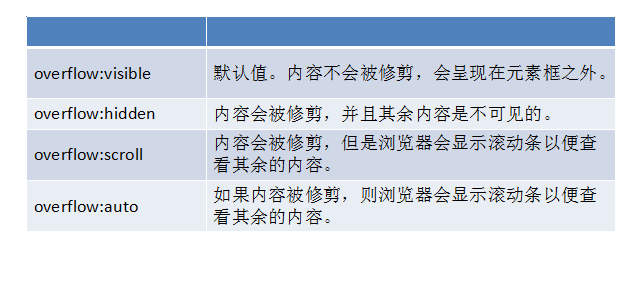 overflow:visible
默认值。内容不会被修剪，会呈现在元素框之外。
overflow:hidden
内容会被修剪，并且其余内容是不可见的。
overflow:scroll
内容会被修剪，但是浏览器会显示滚动条以便查
看其余的内容。
overflow:auto
如果内容被修剪，则浏览器会显示滚动条以便查
看其余的内容。